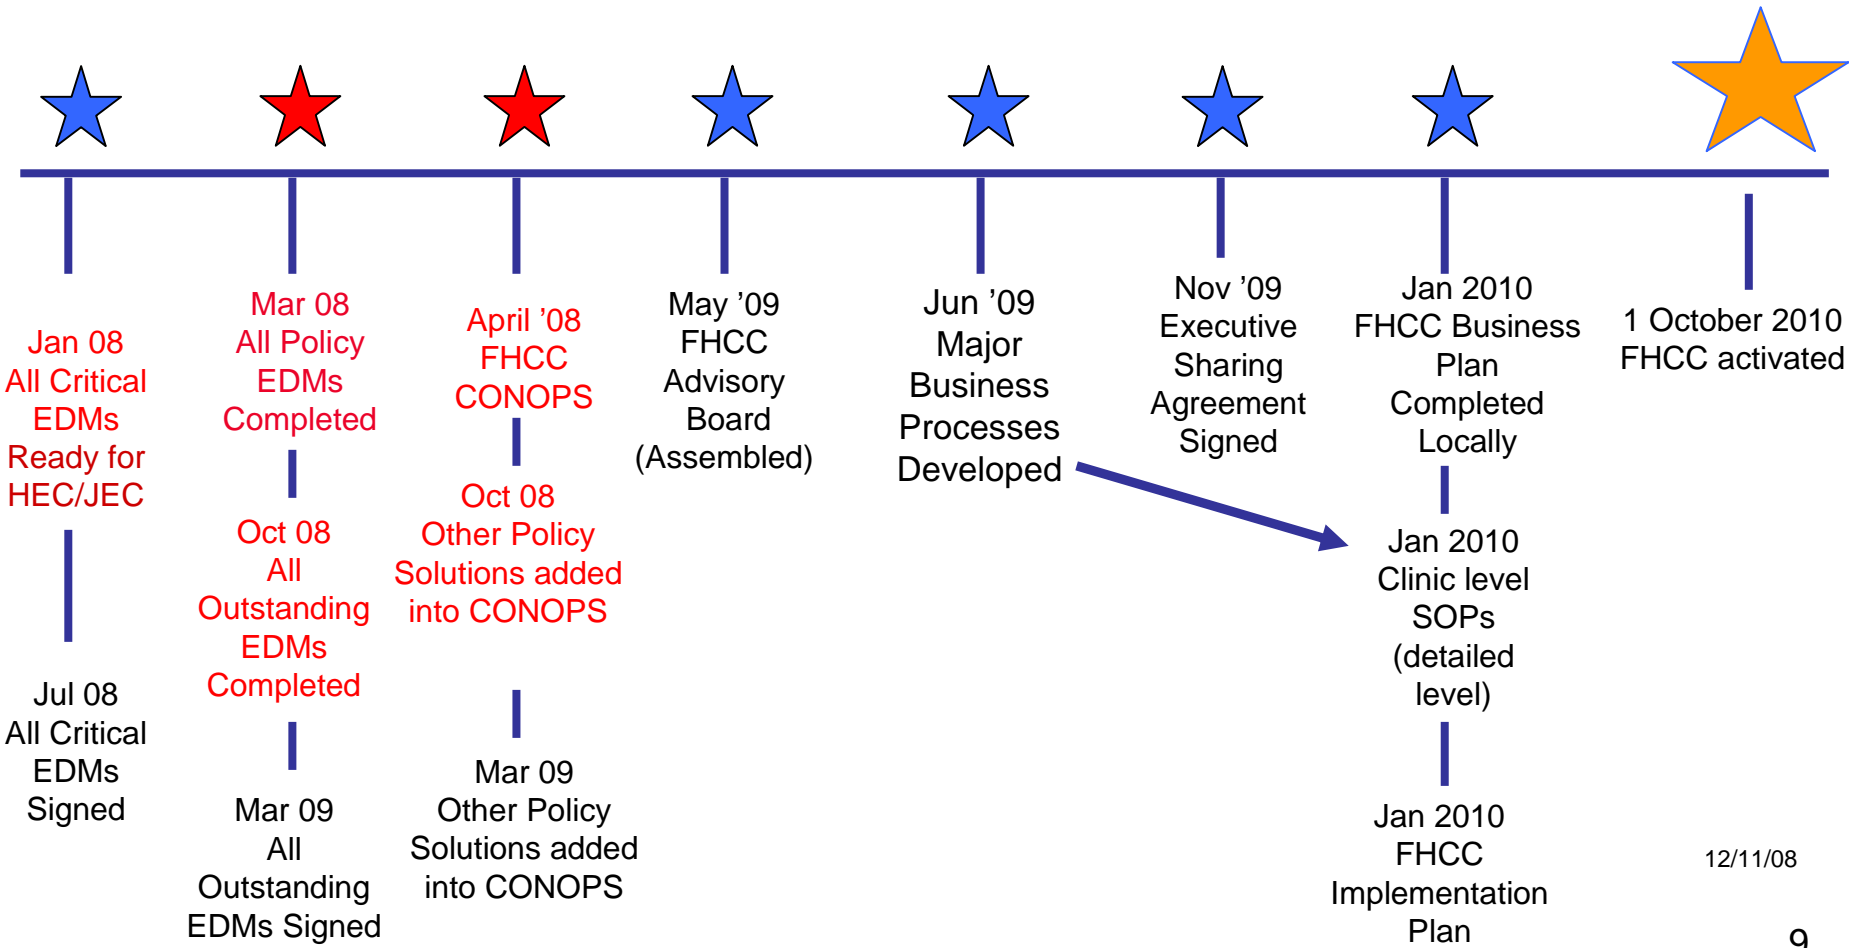 Jan 08
All Critical
EDMs
Ready for
HEC/JEC
Jul 08
All Critical
EDMs
Signed
Mar 08
All Policy
EDMs
Completed
Oct 08
All
Outstanding
EDMs
Completed
Mar 09
All
Outstanding
EDMs Signed
April ’08
FHCC
CONOPS
Oct 08
Other Policy
Solutions added
into CONOPS
Mar 09
Other Policy
Solutions added
into CONOPS
May ’09
FHCC
Advisory
Board
(Assembled)
Jun ’09
Major
Business
Processes
Developed
Nov ’09
Executive
Sharing
Agreement
Signed
Jan 2010
FHCC Business
Plan
Completed
Locally
Jan 2010
Clinic level
SOPs
(detailed
level)
Jan 2010
FHCC
Implementation
Plan
1 October 2010
FHCC activated
12/11/08
9